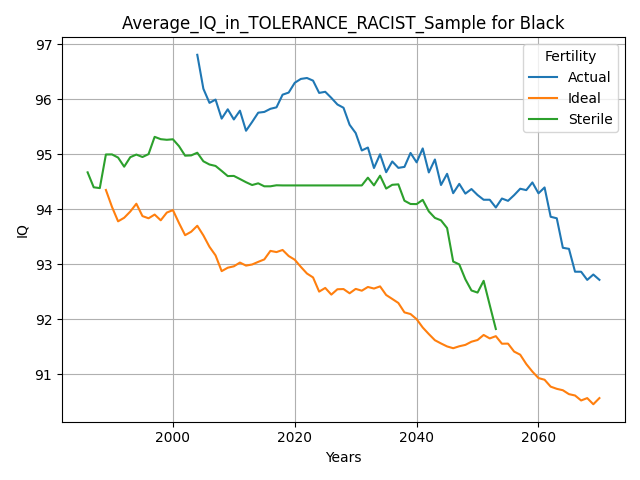 Average_IQ_in_TOLERANCE_RACIST_Sample for Black
97
96
95
94
93
92
91
IQ
Fertility
Actual
Ideal
Sterile
2000
2020
2040
2060
Years